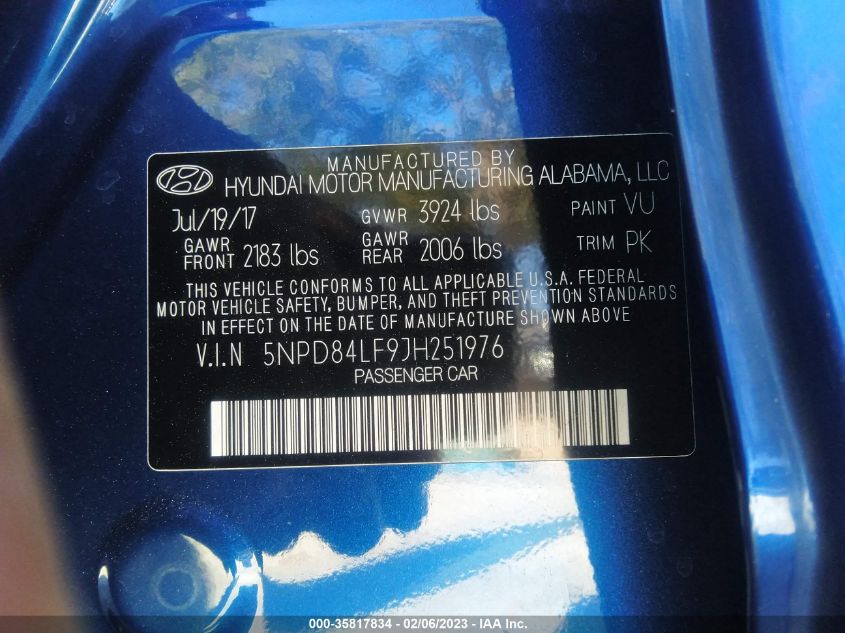 MANUFACTURED BY
HYUNDAI MOTOR MANUFACTURING ALABAMA, LLC
Jul/19/17 GVWR 3924 lbs PAINT VU
GAWR FRONT 2183 lbs GAWR REAR 2006 lbs TRIM PK
THIS VEHICLE CONFORMS TO ALL APPLICABLE U.S.A. FEDERAL
MOTOR VEHICLE SAFETY, BUMPER, AND THEFT PREVENTION STANDARDS
IN EFFECT ON THE DATE OF MANUFACTURE SHOWN ABOVE
V.I.N 5NPD84LF9JH251976
PASSENGER CAR
000-35817834 - 02/06/2023 - IAA Inc.